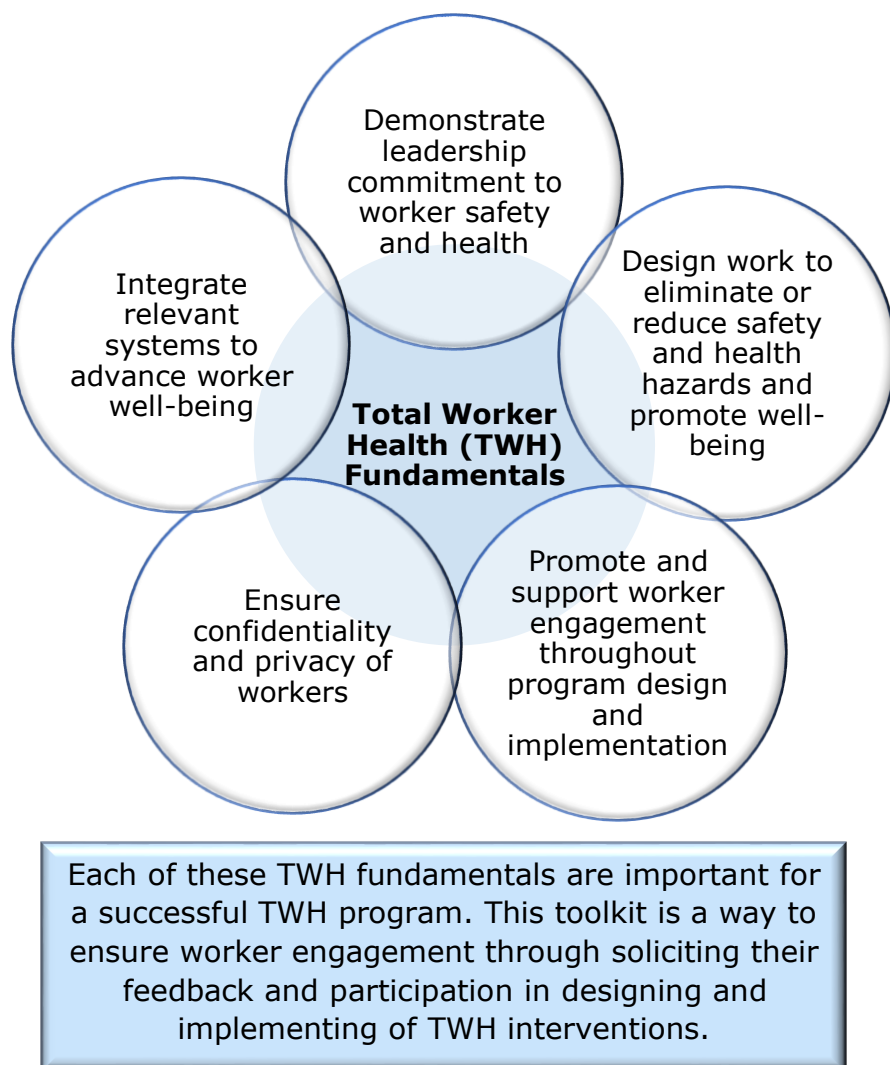 Demonstrate
leadership
commitment to
worker safety
and health
Design work to
eliminate or
reduce safety
and health
hazards and
promote well-
being
Promote and
support worker
engagement
throughout
program design
and
implementation
Ensure
confidentiality
and privacy of
workers
Integrate
relevant
systems to
advance worker
well-being
Total Worker
Health (TWH)
Fundamentals
Each of these TWH fundamentals are important for
a successful TWH program. This toolkit is a way to
ensure worker engagement through soliciting their
feedback and participation in designing and
implementing of TWH interventions.